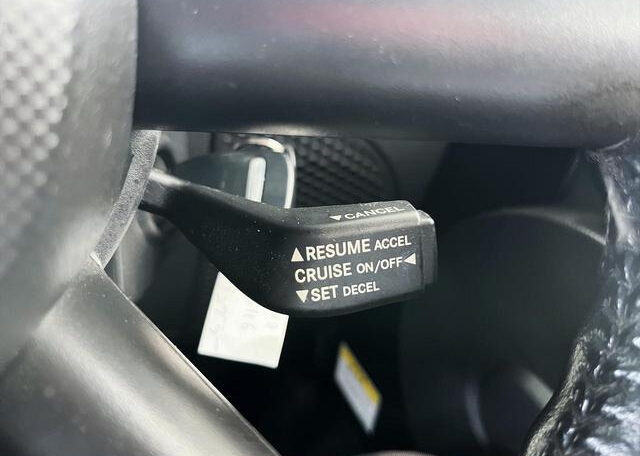 ▼CANCEL
▲RESUME ACCEL
CRUISE ON/OFF◀
▼SET DECEL